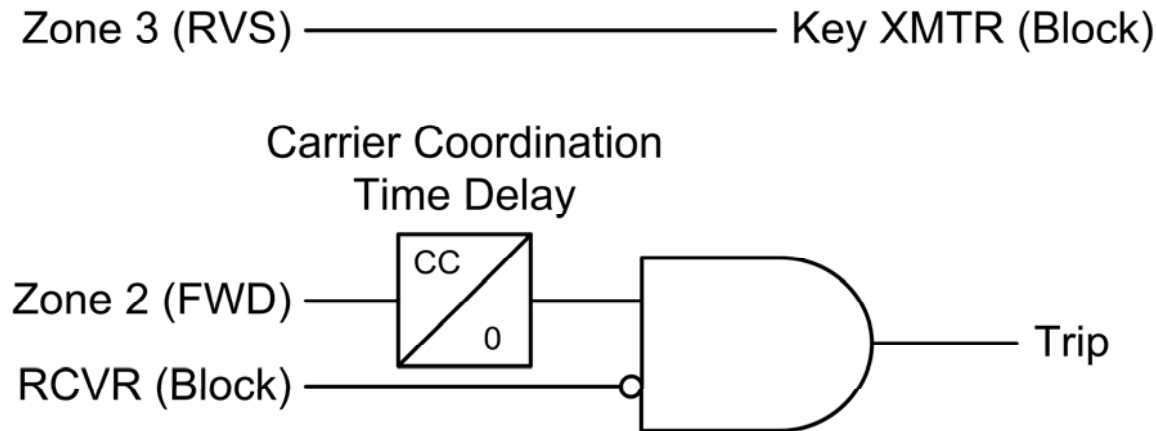 Zone 3 (RVS)
Key XMTR (Block)
Carrier Coordination
Time Delay
CC
0
Zone 2 (FWD)
RCVR (Block)
Trip